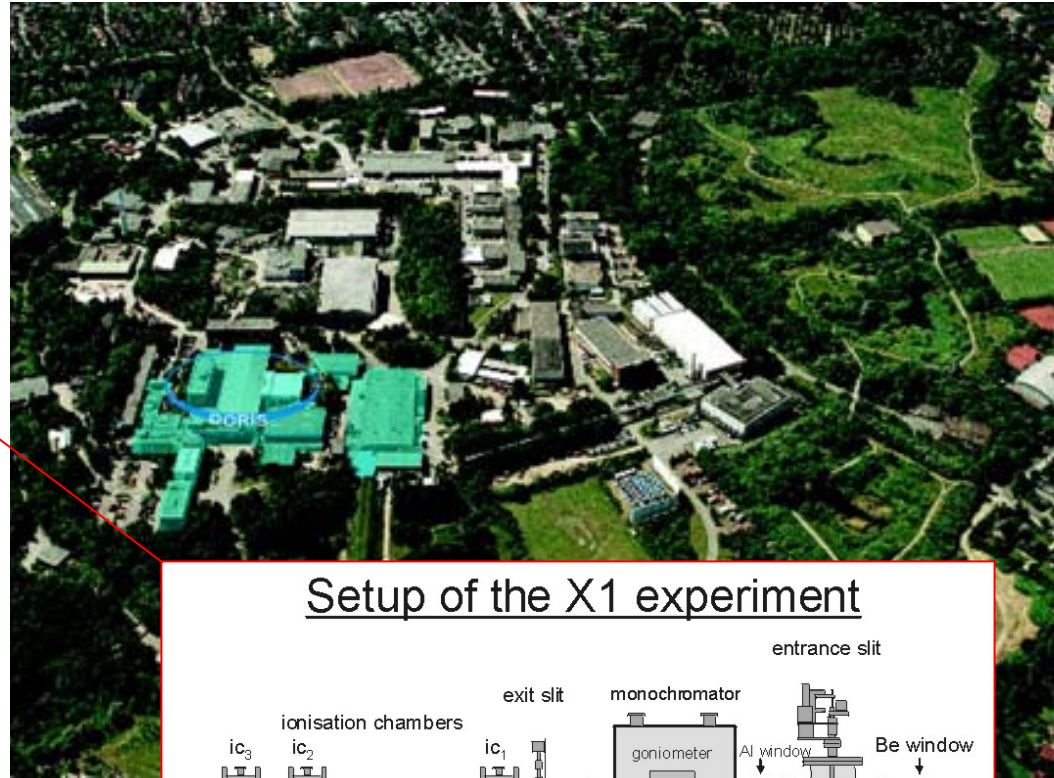 DORIS
Setup of the X1 experiment
entrance slit
exit slit
monochromator
ionisation chambers
ic3
ic2
ic1
goniometer
Al window
Be window